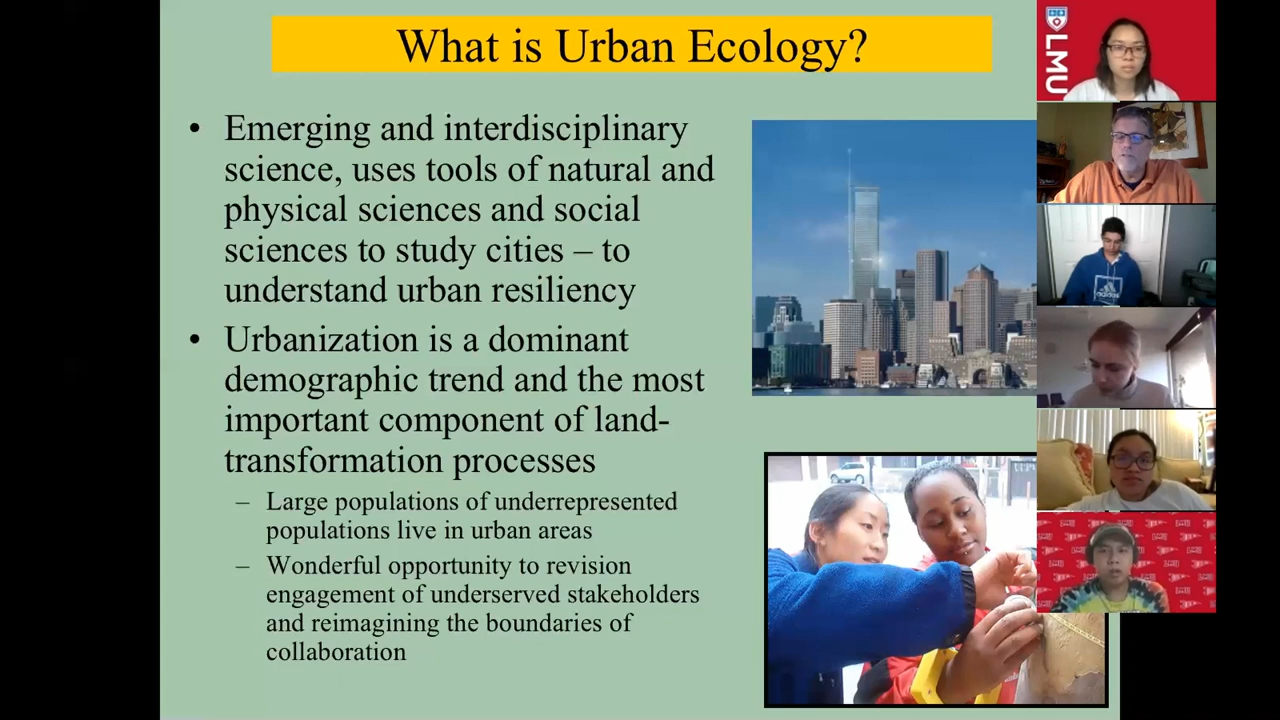 What is Urban Ecology?
• Emerging and interdisciplinary
science, uses tools of natural and
physical sciences and social
sciences to study cities – to
understand urban resiliency
• Urbanization is a dominant
demographic trend and the most
important component of land-
transformation processes
– Large populations of underrepresented
populations live in urban areas
– Wonderful opportunity to revision
engagement of underserved stakeholders
and reimagining the boundaries of
collaboration
LMU
adidas